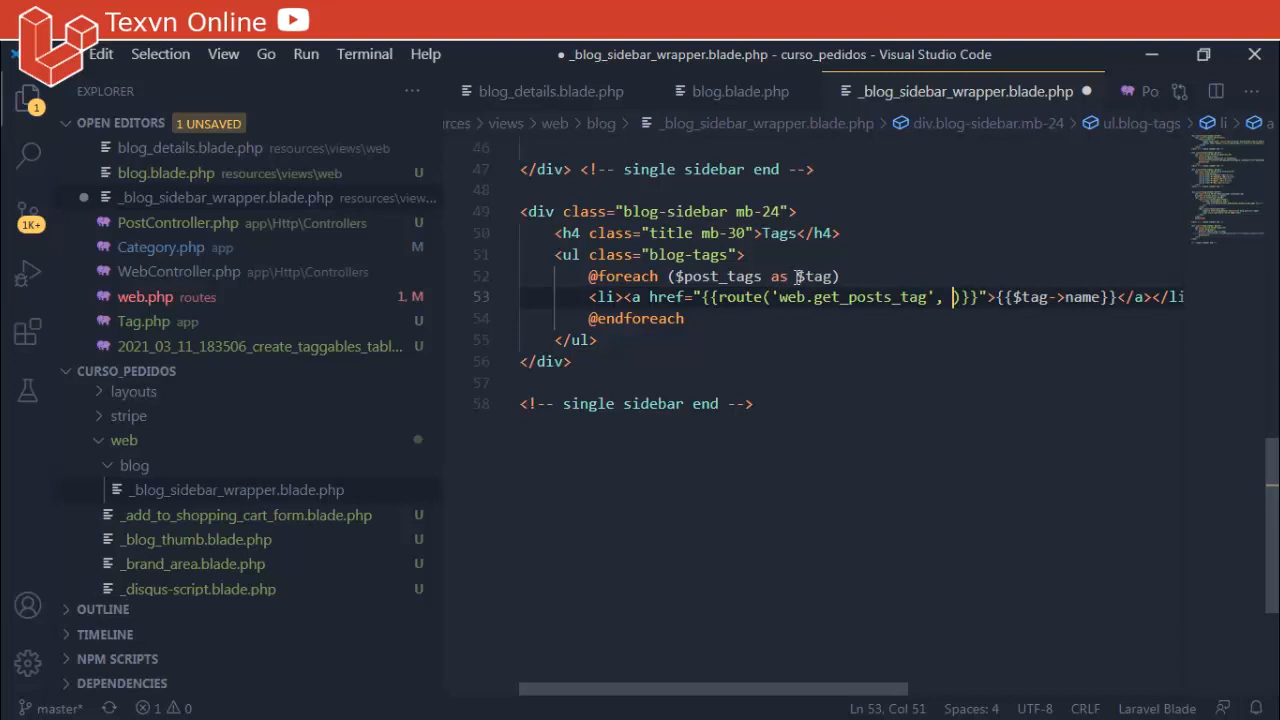 Texvn Online
Edit Selection View Go Run Terminal Help
● _blog_sidebar_wrapper.blade.php - curso_pedidos - Visual Studio Code
EXPLORER
blog_details.blade.php
blog.blade.php
_blog_sidebar_wrapper.blade.php ●
Po
OPEN EDITORS 1 UNSAVED
rces > views > web > blog > _blog_sidebar_wrapper.blade.php > div.blog-sidebar.mb-24 > ul.blog-tags > li > a
1
blog_details.blade.php resources\views\web
blog.blade.php resources\views\web U
● _blog_sidebar_wrapper.blade.php resources\view...
1K+
PostController.php app\Http\Controllers U
Category.php app M
WebController.php app\Http\Controllers
web.php routes 1, M
Tag.php app U
2021_03_11_183506_create_taggables_tabl... U
CURSO_PEDIDOS
layouts
stripe
web
blog
_blog_sidebar_wrapper.blade.php
_add_to_shopping_cart_form.blade.php U
_blog_thumb.blade.php U
_brand_area.blade.php U
_disqus-script.blade.php U
OUTLINE
TIMELINE
NPM SCRIPTS
DEPENDENCIES
46
47 </div> <!-- single sidebar end -->
48
49 <div class="blog-sidebar mb-24">
50 <h4 class="title mb-30">Tags</h4>
51 <ul class="blog-tags">
52 @foreach ($post_tags as $tag)
53 <li><a href="{{route('web.get_posts_tag', )}}">{{$tag->name}}</a></li
54 @endforeach
55 </ul>
56 </div>
57
58 <!-- single sidebar end -->
master* 1 0 Ln 53, Col 51 Spaces: 4 UTF-8 CRLF Laravel Blade